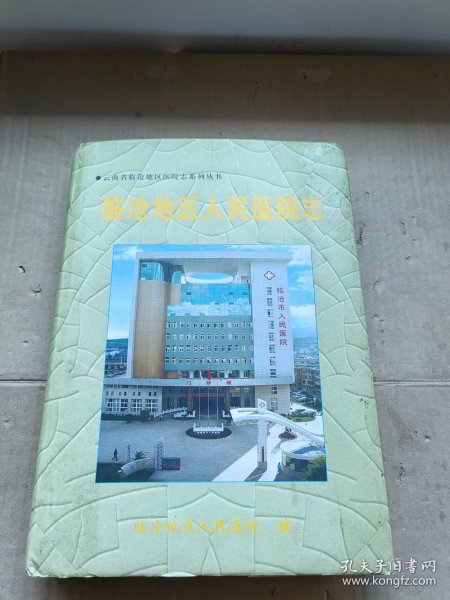 ●云南省临沧地区医院志系列丛书
临沧地区人民医院志
临沧市人民医院
门诊楼
临沧地区人民医院 编
孔夫子旧书网
www.kongfz.com